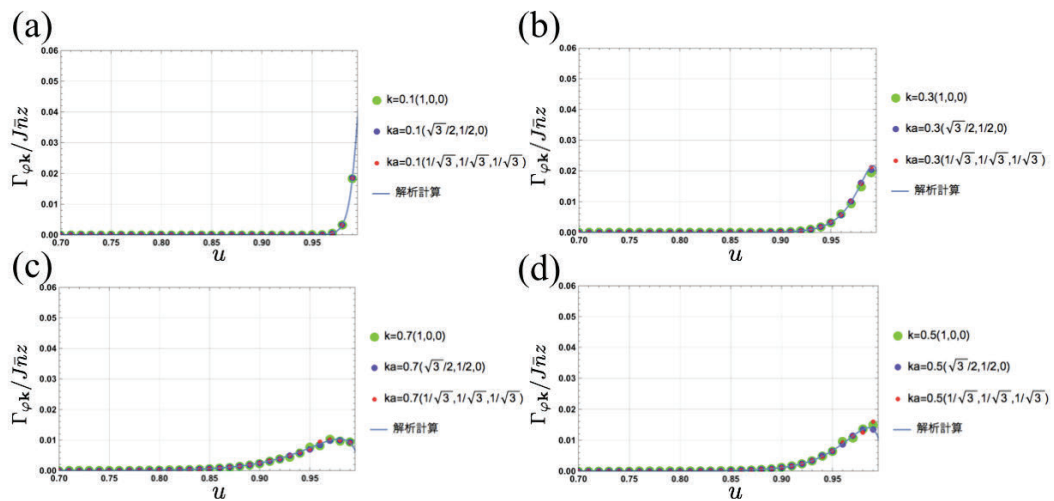 (a)
0.06
0.05
0.04
0.03
0.02
0.01
0.00
0.70 0.75 0.80 0.85 0.90 0.95
Γφk/Jn̄z
u
k=0.1(1,0,0)
ka=0.1(√3/2,1/2,0)
ka=0.1(1/√3,1/√3,1/√3)
解析計算
(b)
0.06
0.05
0.04
0.03
0.02
0.01
0.00
0.70 0.75 0.80 0.85 0.90 0.95
Γφk/Jn̄z
u
k=0.3(1,0,0)
ka=0.3(√3/2,1/2,0)
ka=0.3(1/√3,1/√3,1/√3)
解析計算
(c)
0.06
0.05
0.04
0.03
0.02
0.01
0.00
0.70 0.75 0.80 0.85 0.90 0.95
Γφk/Jn̄z
u
k=0.7(1,0,0)
ka=0.7(√3/2,1/2,0)
ka=0.7(1/√3,1/√3,1/√3)
解析計算
(d)
0.06
0.05
0.04
0.03
0.02
0.01
0.00
0.70 0.75 0.80 0.85 0.90 0.95
Γφk/Jn̄z
u
k=0.5(1,0,0)
ka=0.5(√3/2,1/2,0)
ka=0.5(1/√3,1/√3,1/√3)
解析計算